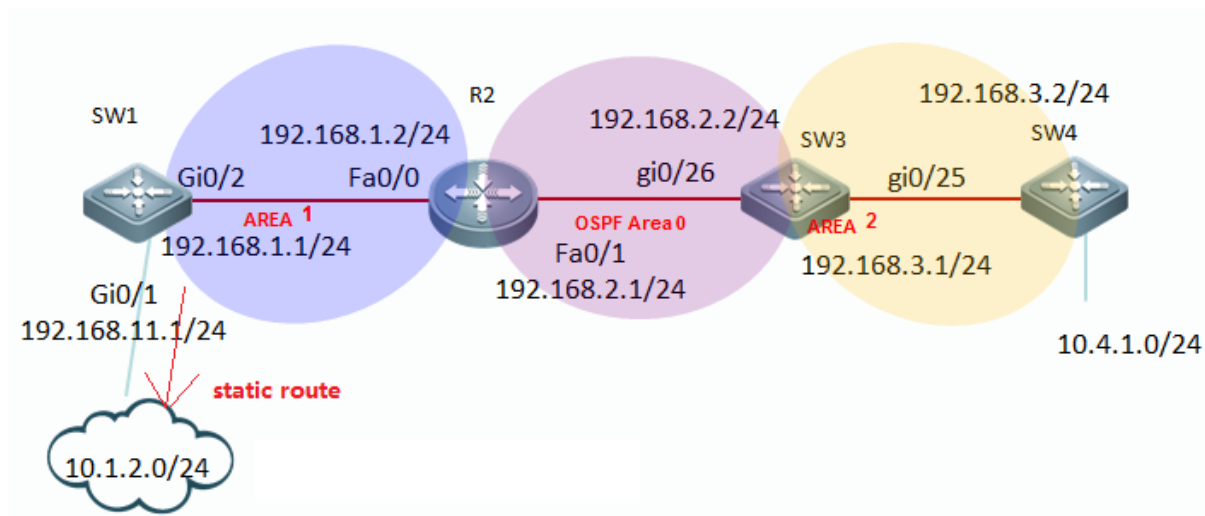 SW1
R2
192.168.1.2/24
192.168.2.2/24
192.168.3.2/24
SW3
SW4
Gi0/2
Fa0/0
gi0/26
gi0/25
AREA 1
OSPF Area 0
AREA 2
192.168.1.1/24
Fa0/1
192.168.2.1/24
192.168.3.1/24
Gi0/1
192.168.11.1/24
10.4.1.0/24
static route
10.1.2.0/24